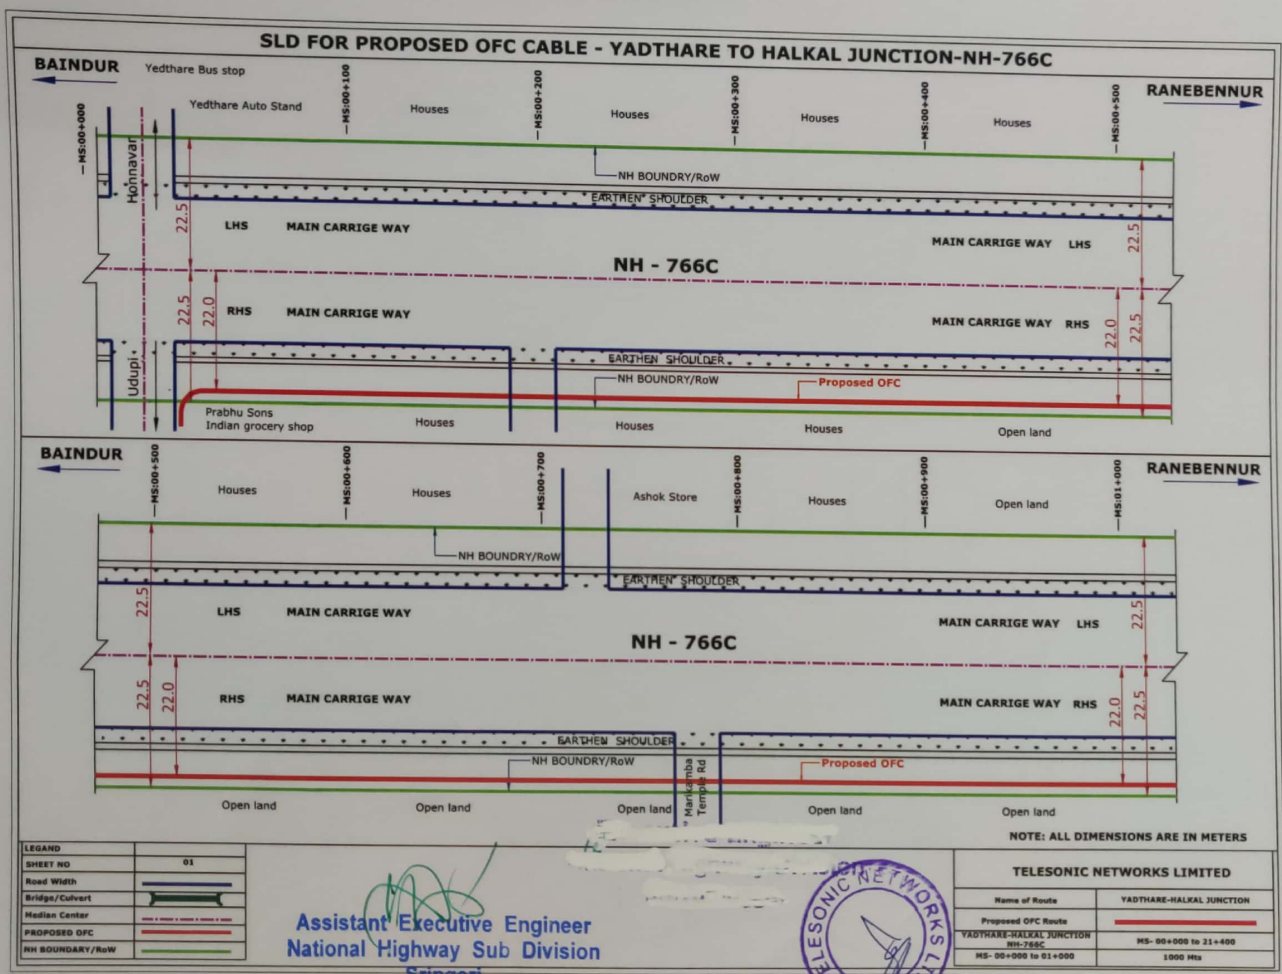 SLD FOR PROPOSED OFC CABLE - YADTHARE TO HALKAL JUNCTION-NH-766C
BAINDUR
Yedthare Bus stop
RANEBENNUR
Yedthare Auto Stand
Houses
Houses
Houses
Houses
MS:00+000
MS:00+100
MS:00+200
MS:00+300
MS:00+400
MS:00+500
Honnavar
NH BOUNDRY/RoW
EARTHEN SHOULDER
22.5
LHS MAIN CARRIGE WAY
MAIN CARRIGE WAY LHS
22.5
NH - 766C
22.5
22.0
RHS MAIN CARRIGE WAY
MAIN CARRIGE WAY RHS
22.0
22.5
Udupi
EARTHEN SHOULDER
NH BOUNDRY/RoW
Proposed OFC
Prabhu Sons
Indian grocery shop
Houses
Houses
Houses
Open land
BAINDUR
RANEBENNUR
MS:00+500
MS:00+600
MS:00+700
MS:00+800
MS:00+900
MS:01+000
Houses
Houses
Ashok Store
Houses
Open land
NH BOUNDRY/RoW
EARTHEN SHOULDER
22.5
LHS MAIN CARRIGE WAY
MAIN CARRIGE WAY LHS
22.5
NH - 766C
22.5
22.0
RHS MAIN CARRIGE WAY
MAIN CARRIGE WAY RHS
22.0
22.5
EARTHEN SHOULDER
NH BOUNDRY/RoW
Marikamba
Temple Rd
Proposed OFC
Open land
Open land
Open land
Open land
Open land
NOTE: ALL DIMENSIONS ARE IN METERS
LEGAND
SHEET NO 01
Road Width
Bridge/Culvert
Median Center
PROPOSED OFC
NH BOUNDARY/RoW
Assistant Executive Engineer
National Highway Sub Division
Sringeri
TELESONIC NETWORKS LTD
TELESONIC NETWORKS LIMITED
Name of Route YADTHARE-HALKAL JUNCTION
Proposed OFC Route
YADTHARE-HALKAL JUNCTION
NH-766C
MS- 00+000 to 21+400
MS- 00+000 to 01+000
1000 Mts